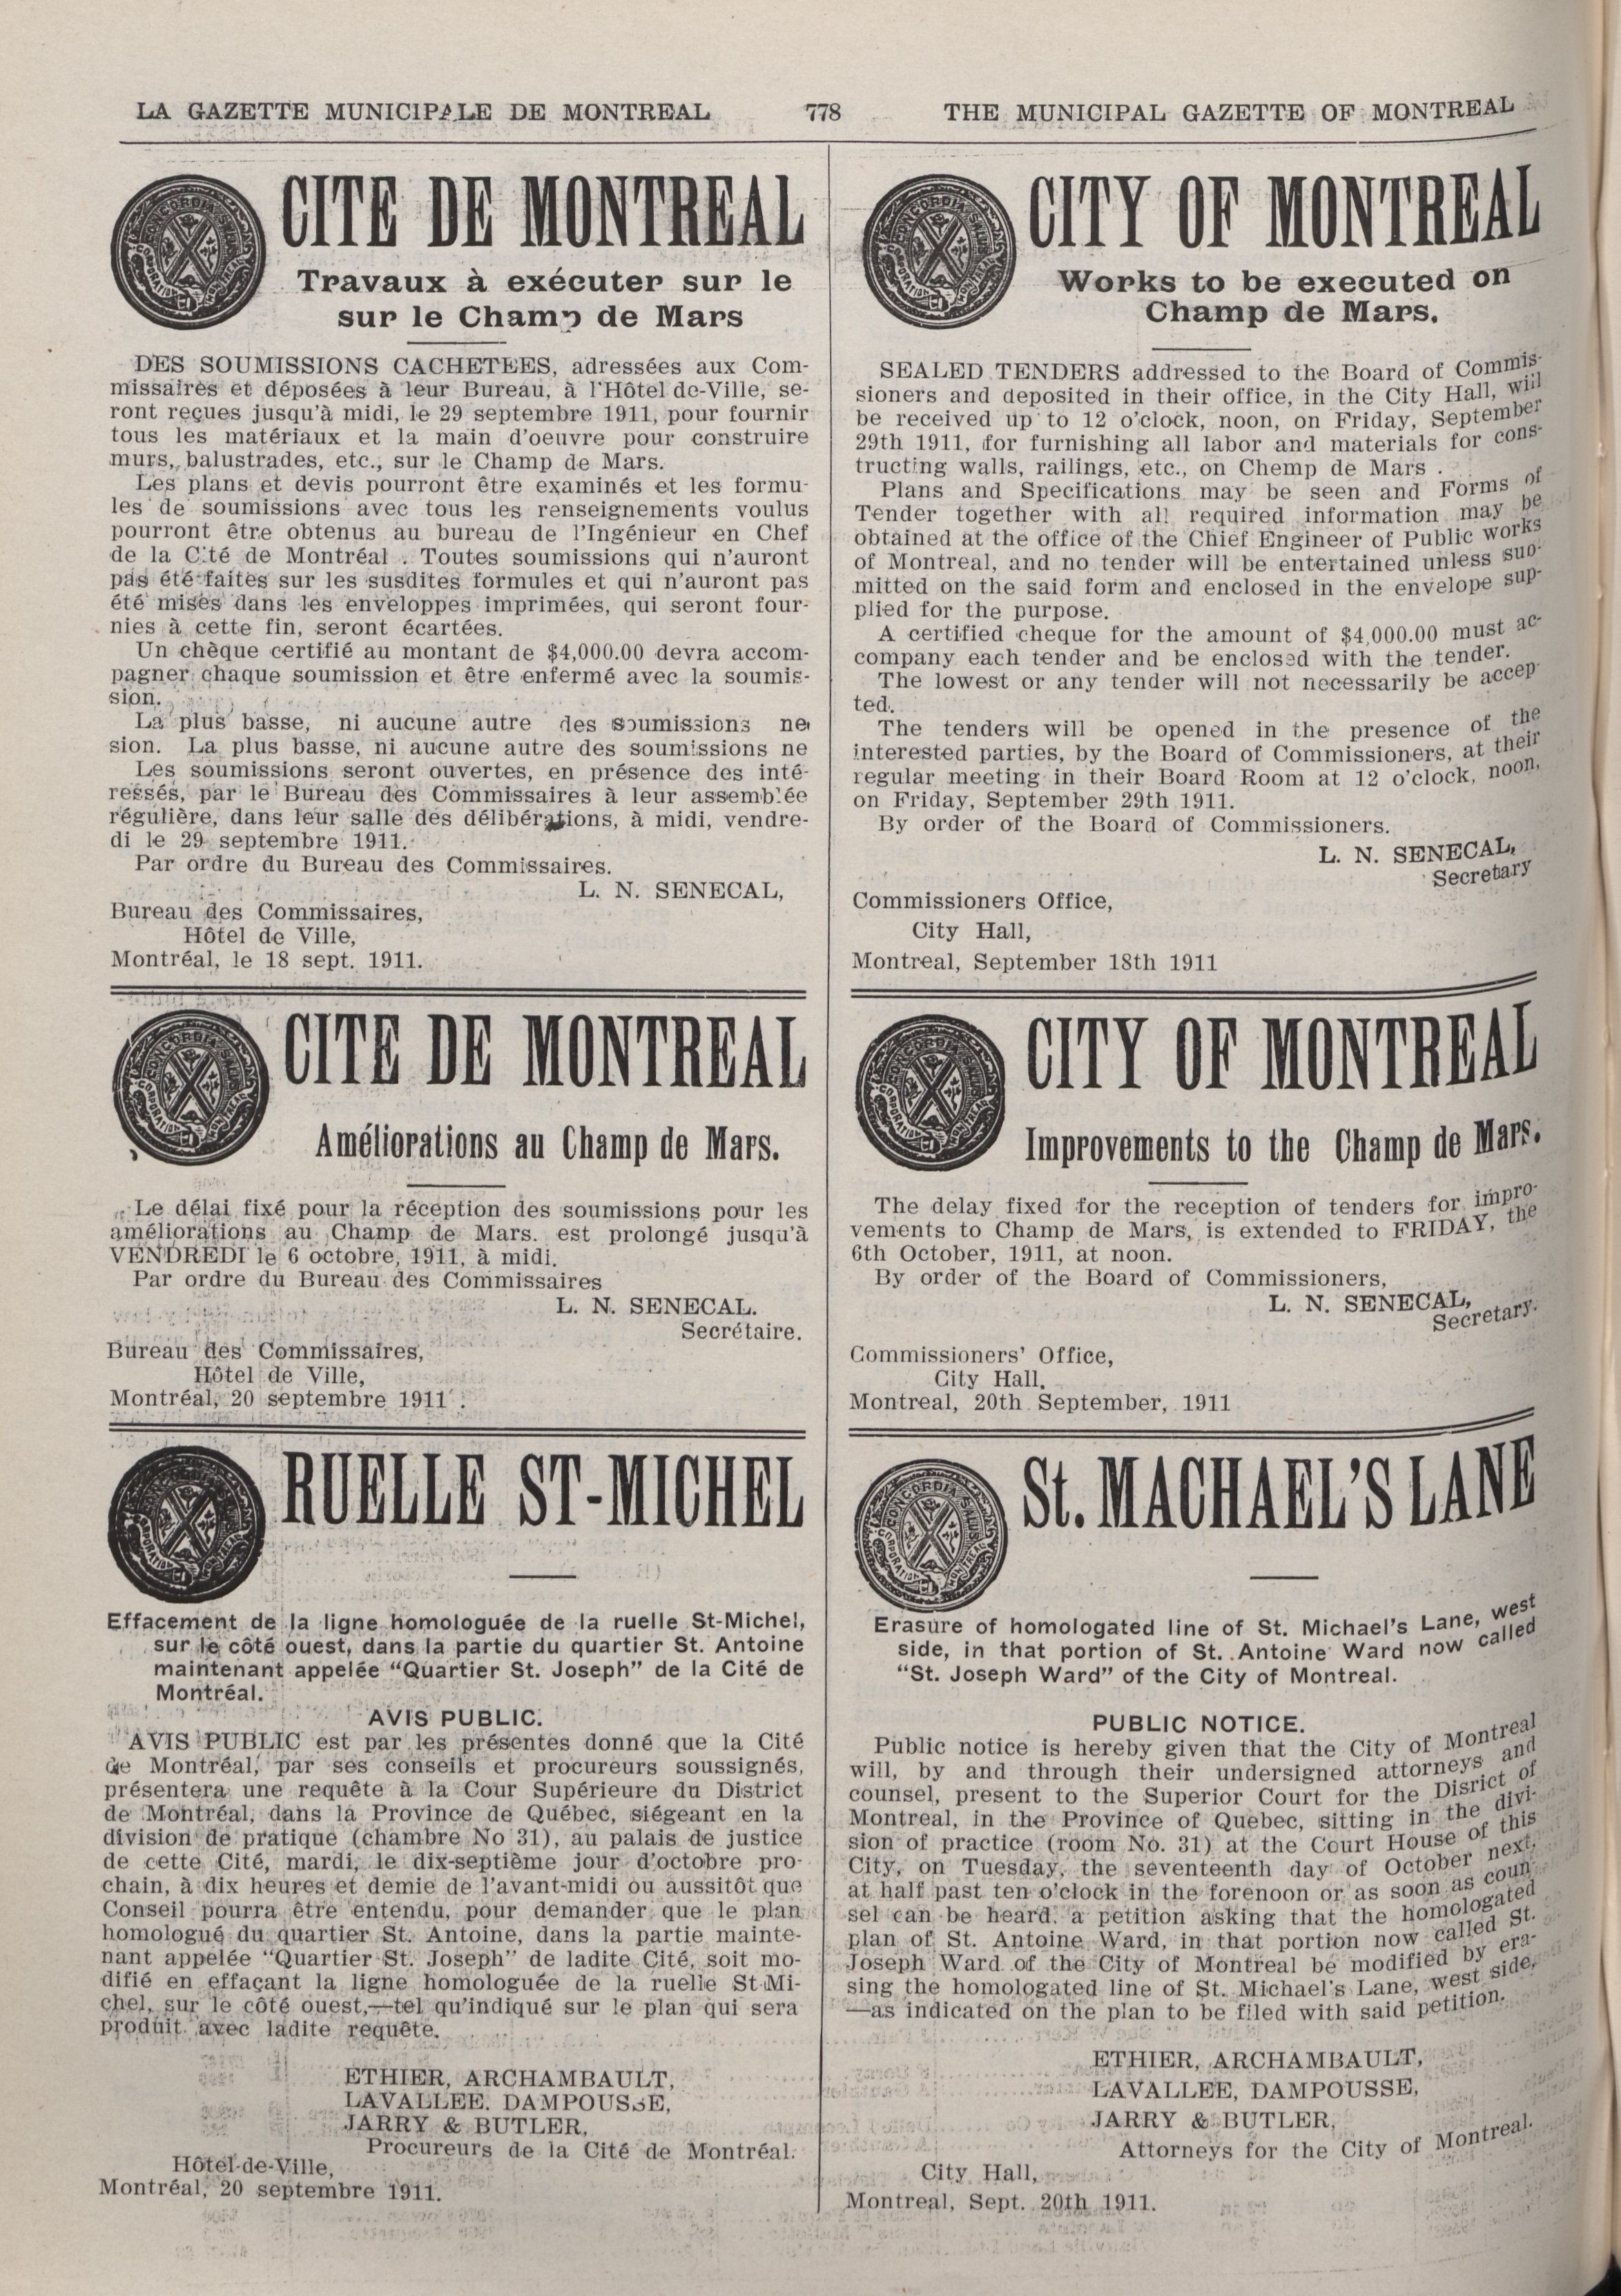 LA GAZETTE MUNICIPALE DE MONTREAL 778 THE MUNICIPAL GAZETTE OF MONTREAL
CITE DE MONTREAL
Travaux à exécuter sur le
sur le Champ de Mars
DES SOUMISSIONS CACHETEES, adressées aux Com-
missaires et déposées à leur Bureau, à l'Hôtel de-Ville, se-
ront reçues jusqu'à midi, le 29 septembre 1911, pour fournir
tous les matériaux et la main d'oeuvre pour construire
murs, balustrades, etc., sur le Champ de Mars.
Les plans et devis pourront être examinés et les formu-
les de soumissions avec tous les renseignements voulus
pourront être obtenus au bureau de l'Ingénieur en Chef
de la Cité de Montréal . Toutes soumissions qui n'auront
pas été faites sur les susdites formules et qui n'auront pas
été mises dans les enveloppes imprimées, qui seront four-
nies à cette fin, seront écartées.
Un chèque certifié au montant de $4,000.00 devra accom-
pagner chaque soumission et être enfermé avec la soumis-
sion.
La plus basse, ni aucune autre des soumissions ne
sion. La plus basse, ni aucune autre des soumissions ne
Les soumissions seront ouvertes, en présence des inté-
ressés, par le Bureau des Commissaires à leur assemblée
régulière, dans leur salle des délibérations, à midi, vendre-
di le 29 septembre 1911.
Par ordre du Bureau des Commissaires.
L. N. SENECAL,
Bureau des Commissaires,
Hôtel de Ville,
Montréal, le 18 sept. 1911.
CITE DE MONTREAL
Améliorations au Champ de Mars.
Le délai fixé pour la réception des soumissions pour les
améliorations au Champ de Mars. est prolongé jusqu'à
VENDREDI le 6 octobre, 1911, à midi.
Par ordre du Bureau des Commissaires
L. N. SENECAL.
Secrétaire.
Bureau des Commissaires,
Hôtel de Ville,
Montréal, 20 septembre 1911 .
RUELLE ST-MICHEL
Effacement de la ligne homologuée de la ruelle St-Michel,
sur le côté ouest, dans la partie du quartier St. Antoine
maintenant appelée “Quartier St. Joseph” de la Cité de
Montréal.
AVIS PUBLIC.
AVIS PUBLIC est par les présentes donné que la Cité
de Montréal, par ses conseils et procureurs soussignés,
présentera une requête à la Cour Supérieure du District
de Montréal, dans la Province de Québec, siégeant en la
division de pratique (chambre No 31), au palais de justice
de cette Cité, mardi, le dix-septième jour d'octobre pro-
chain, à dix heures et demie de l'avant-midi ou aussitôt que
Conseil pourra être entendu, pour demander que le plan
homologué du quartier St. Antoine, dans la partie mainte-
nant appelée “Quartier St. Joseph” de ladite Cité, soit mo-
difié en effaçant la ligne homologuée de la ruelle St Mi-
chel, sur le côté ouest,—tel qu'indiqué sur le plan qui sera
produit avec ladite requête.
ETHIER, ARCHAMBAULT,
LAVALLEE, DAMPOUSSE,
JARRY & BUTLER,
Procureurs de la Cité de Montréal.
Hôtel-de-Ville,
Montréal, 20 septembre 1911.
CITY OF MONTREAL
Works to be executed on
Champ de Mars.
SEALED TENDERS addressed to the Board of Commis-
sioners and deposited in their office, in the City Hall, will
be received up to 12 o'clock, noon, on Friday, September
29th 1911, for furnishing all labor and materials for cons-
tructing walls, railings, etc., on Chemp de Mars .
Plans and Specifications may be seen and Forms of
Tender together with all required information may be
obtained at the office of the Chief Engineer of Public works
of Montreal, and no tender will be entertained unless suo-
mitted on the said form and enclosed in the envelope sup-
plied for the purpose.
A certified cheque for the amount of $4,000.00 must ac-
company each tender and be enclosed with the tender.
The lowest or any tender will not necessarily be accep-
ted.
The tenders will be opened in the presence of the
interested parties, by the Board of Commissioners, at their
regular meeting in their Board Room at 12 o'clock, noon,
on Friday, September 29th 1911.
By order of the Board of Commissioners.
L. N. SENECAL,
Secretary
Commissioners Office,
City Hall,
Montreal, September 18th 1911
CITY OF MONTREAL
Improvements to the Champ de Mars.
The delay fixed for the reception of tenders for impro-
vements to Champ de Mars, is extended to FRIDAY, the
6th October, 1911, at noon.
By order of the Board of Commissioners,
L. N. SENECAL,
Secretary.
Commissioners' Office,
City Hall,
Montreal, 20th September, 1911
St. MACHAEL'S LANE
Erasure of homologated line of St. Michael's Lane, west
side, in that portion of St. Antoine Ward now called
“St. Joseph Ward” of the City of Montreal.
PUBLIC NOTICE.
Public notice is hereby given that the City of Montreal
will, by and through their undersigned attorneys and
counsel, present to the Superior Court for the Disrict of
Montreal, in the Province of Quebec, sitting in the divi-
sion of practice (room No. 31) at the Court House of this
City, on Tuesday, the seventeenth day of October next,
at half past ten o'clock in the forenoon or as soon as coun-
sel can be heard, a petition asking that the homologated
plan of St. Antoine Ward, in that portion now called St.
Joseph Ward of the City of Montreal be modified by era-
sing the homologated line of St. Michael's Lane, west side,
—as indicated on the plan to be filed with said petition.
ETHIER, ARCHAMBAULT,
LAVALLEE, DAMPOUSSE,
JARRY & BUTLER,
Attorneys for the City of Montreal.
City Hall,
Montreal, Sept. 20th 1911.